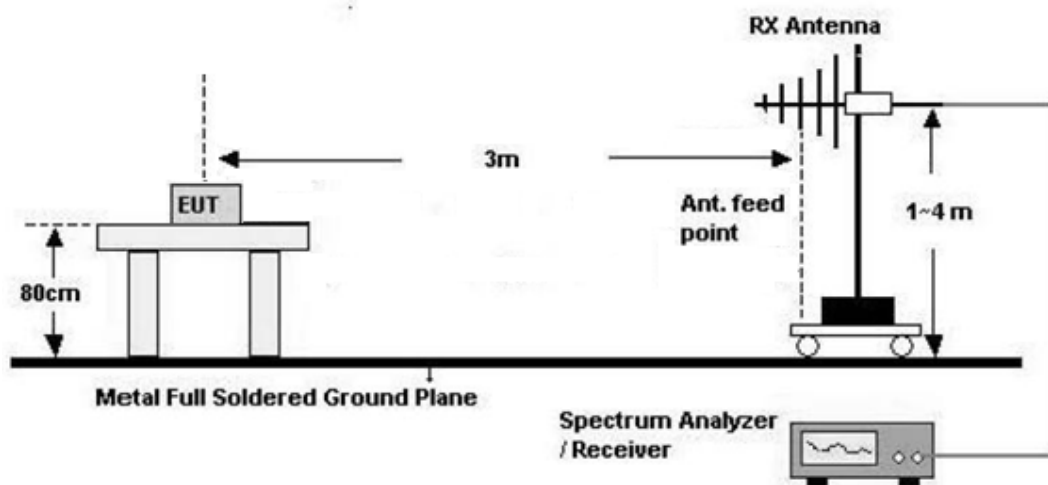 RX Antenna
3m
EUT
Ant. feed
point
1~4 m
80cm
Metal Full Soldered Ground Plane
Spectrum Analyzer
/ Receiver